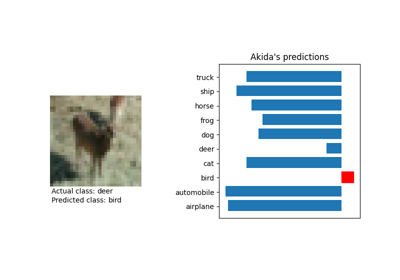 Akida's predictions
truck
ship
horse
frog
dog
deer
cat
bird
automobile
airplane
Actual class: deer
Predicted class: bird